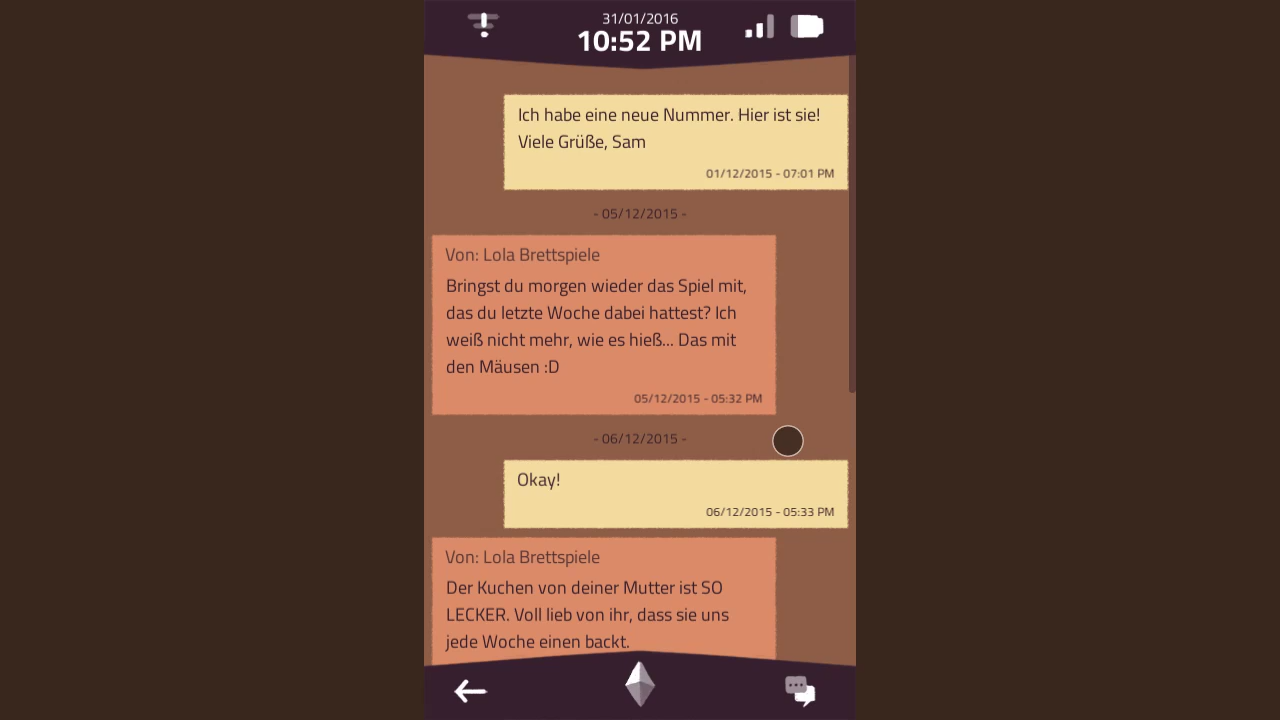 31/01/2016
10:52 PM
Ich habe eine neue Nummer. Hier ist sie!
Viele Grüße, Sam
01/12/2015 - 07:01 PM
- 05/12/2015 -
Von: Lola Brettspiele
Bringst du morgen wieder das Spiel mit,
das du letzte Woche dabei hattest? Ich
weiß nicht mehr, wie es hieß... Das mit
den Mäusen :D
05/12/2015 - 05:32 PM
- 06/12/2015 -
Okay!
06/12/2015 - 05:33 PM
Von: Lola Brettspiele
Der Kuchen von deiner Mutter ist SO
LECKER. Voll lieb von ihr, dass sie uns
jede Woche einen backt.